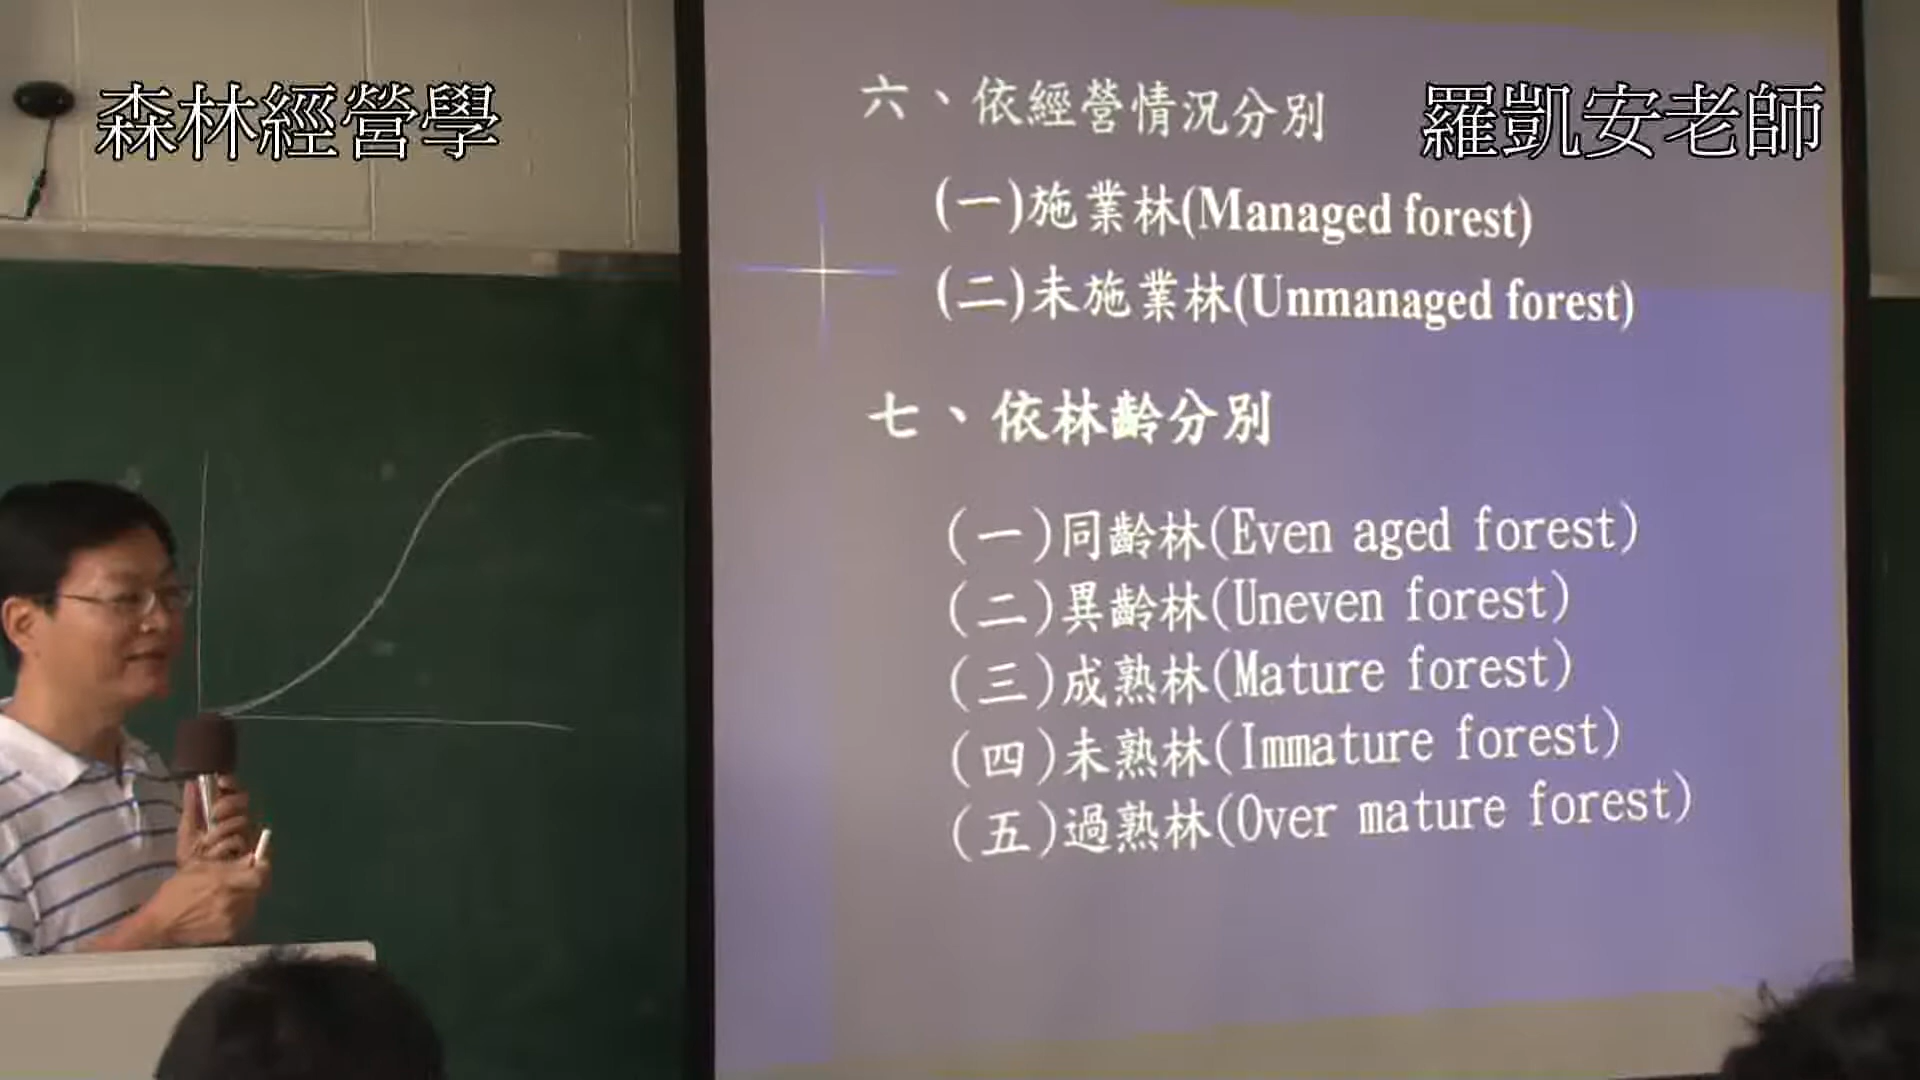 森林經營學
羅凱安老師
六、依經營情況分別
(一)施業林(Managed forest)
(二)未施業林(Unmanaged forest)
七、依林齡分別
(一)同齡林(Even aged forest)
(二)異齡林(Uneven forest)
(三)成熟林(Mature forest)
(四)未熟林(Immature forest)
(五)過熟林(Over mature forest)